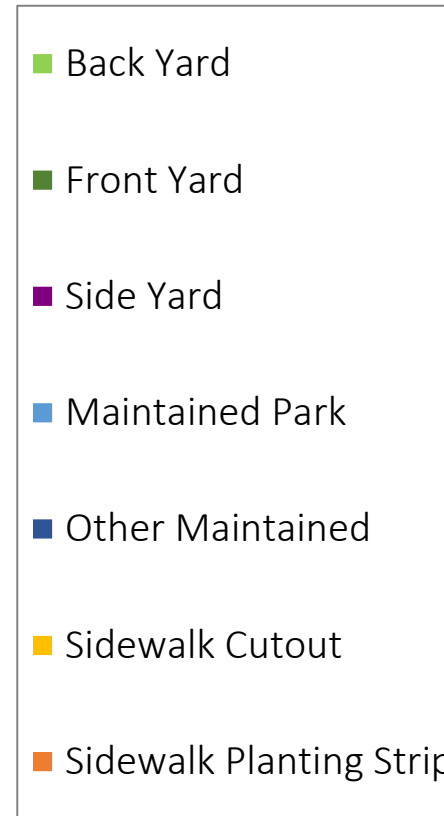 Back Yard
Front Yard
Side Yard
Maintained Park
Other Maintained
Sidewalk Cutout
Sidewalk Planting Strip